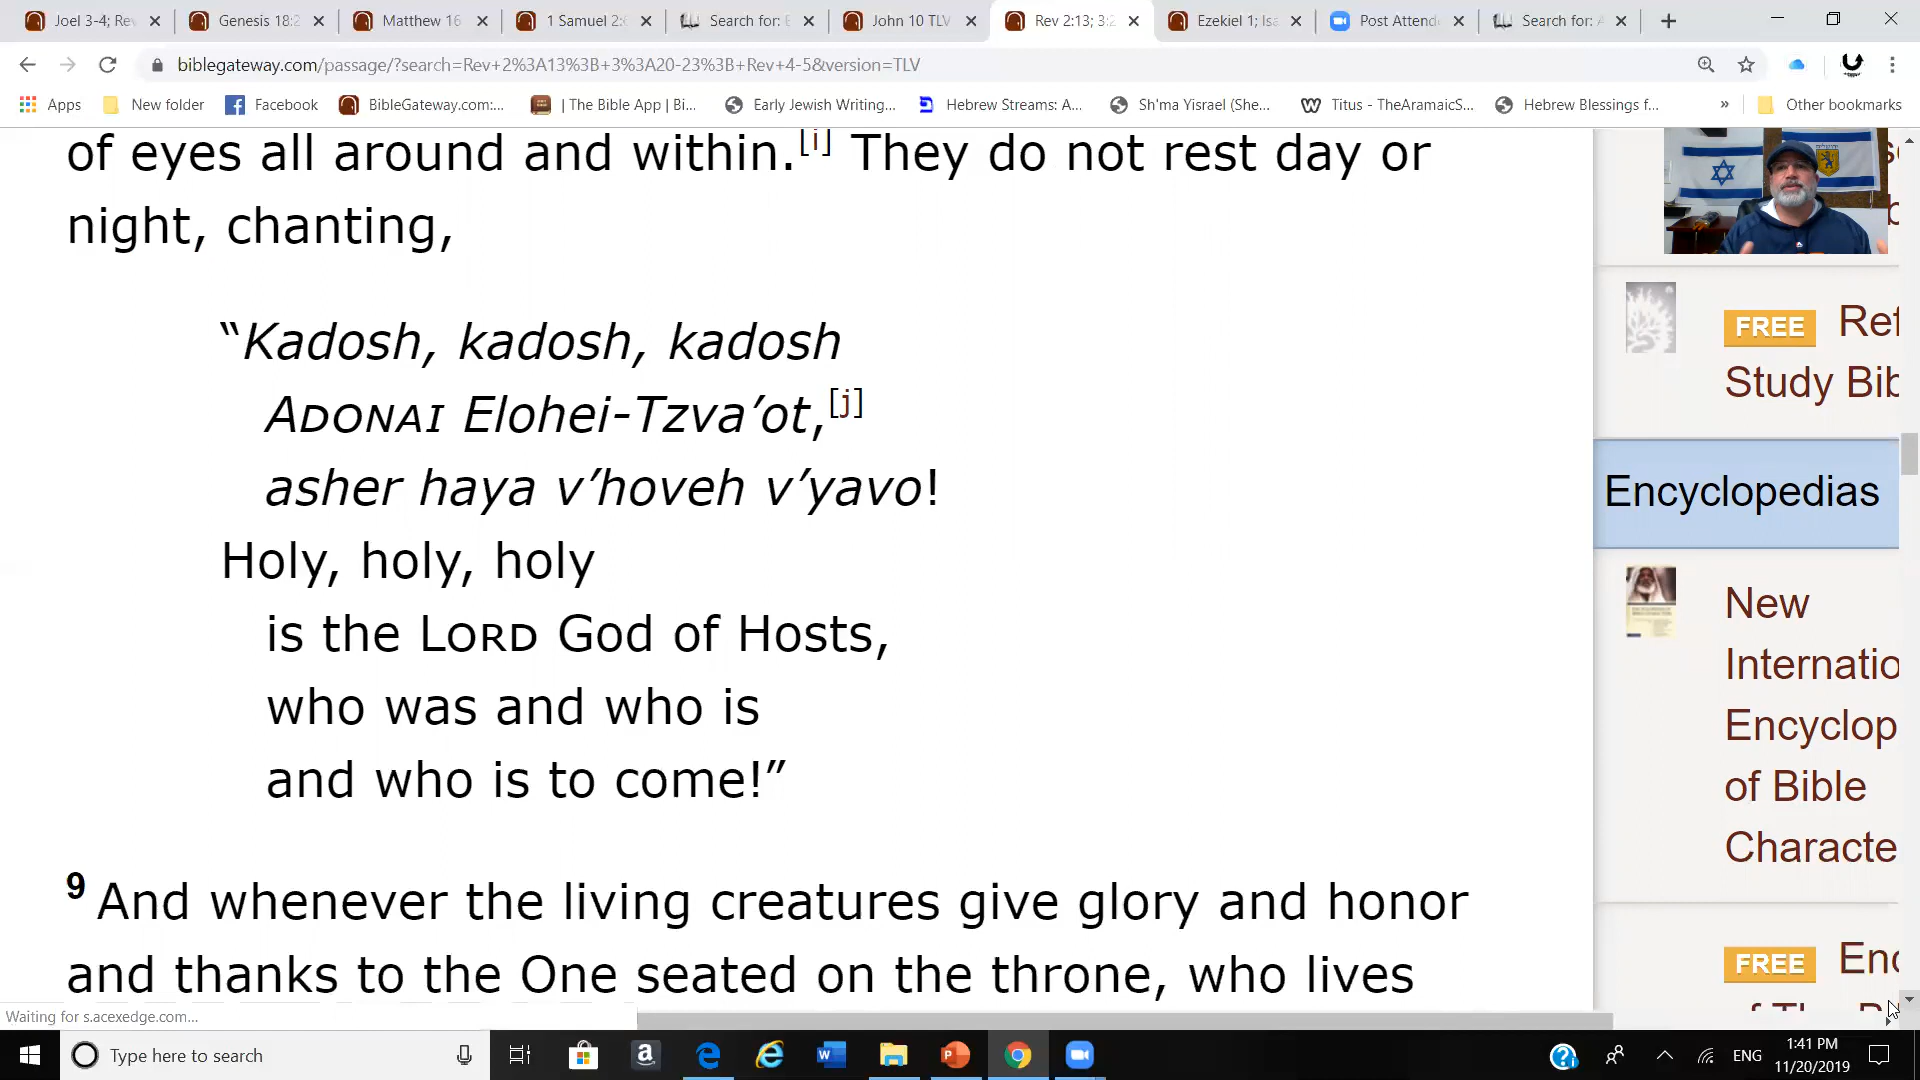 Joel 3-4; Rev
Genesis 18:2
Matthew 16
1 Samuel 2:
Search for: E
John 10 TLV
Rev 2:13; 3:2
Ezekiel 1; Isa
Post Attende
Search for: A
biblegateway.com/passage/?search=Rev+2%3A13%3B+3%3A20-23%3B+Rev+4-5&version=TLV
Apps
New folder
Facebook
BibleGateway.com:...
| The Bible App | Bi...
Early Jewish Writing...
Hebrew Streams: A...
Sh'ma Yisrael (She...
Titus - TheAramaicS...
Hebrew Blessings f...
»
Other bookmarks
of eyes all around and within.[i] They do not rest day or
night, chanting,
“Kadosh, kadosh, kadosh
ADONAI Elohei-Tzva’ot,[j]
asher haya v’hoveh v’yavo!
Holy, holy, holy
is the LORD God of Hosts,
who was and who is
and who is to come!”
9 And whenever the living creatures give glory and honor
and thanks to the One seated on the throne, who lives
FREE Ref
Study Bib
Encyclopedias
New
Internatio
Encyclop
of Bible
Characte
FREE Enc
Waiting for s.acexedge.com...
Type here to search
ENG
1:41 PM
11/20/2019